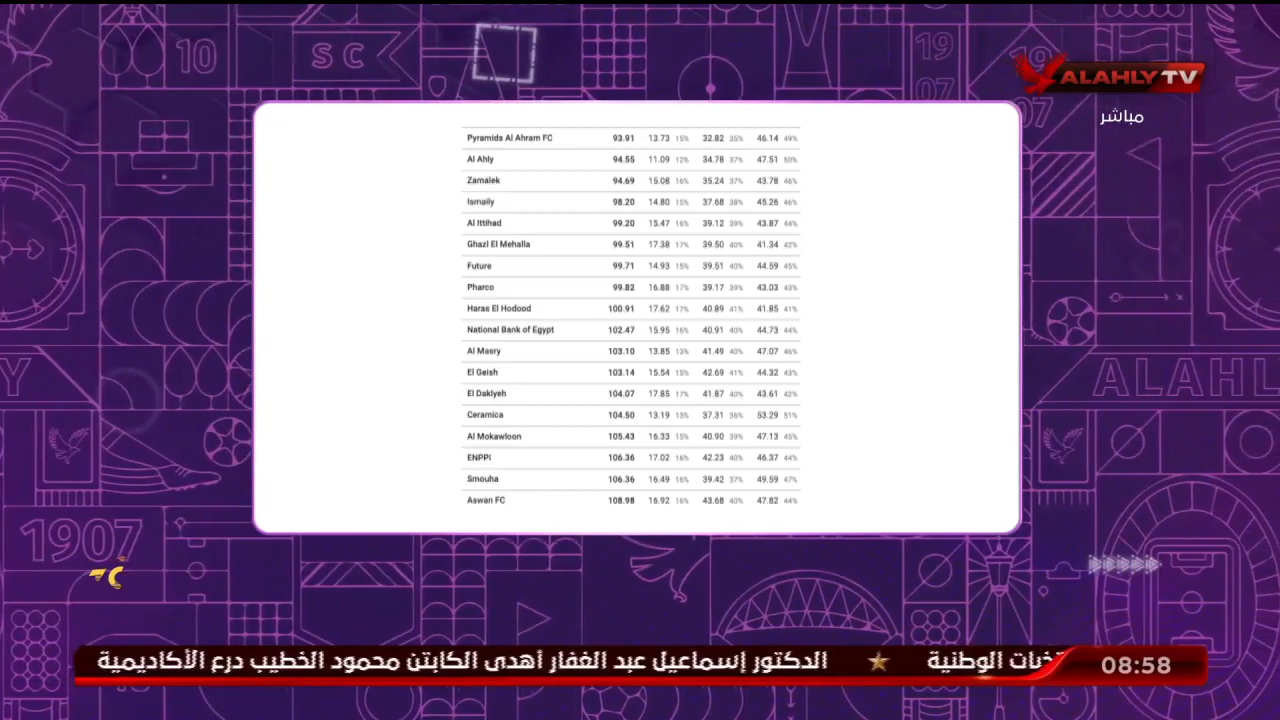 10
SC
19
07
ALAHLY TV
مباشر
Pyramids Al Ahram FC 93.91 13.73 15% 32.82 35% 46.14 49%
Al Ahly 94.55 11.09 12% 34.78 37% 47.51 50%
Zamalek 94.69 15.08 16% 35.24 37% 43.78 46%
Ismaily 98.20 14.80 15% 37.68 38% 45.26 46%
Al Ittihad 99.20 15.47 16% 39.12 39% 43.87 44%
Ghazl El Mehalla 99.51 17.38 17% 39.50 40% 41.34 42%
Future 99.71 14.93 15% 39.51 40% 44.59 45%
Pharco 99.82 16.88 17% 39.17 39% 43.03 43%
Haras El Hodood 100.91 17.62 17% 40.89 41% 41.85 41%
National Bank of Egypt 102.47 15.95 16% 40.91 40% 44.73 44%
Al Masry 103.10 13.85 13% 41.49 40% 47.07 46%
El Geish 103.14 15.54 15% 42.69 41% 44.32 43%
El Daklyeh 104.07 17.85 17% 41.87 40% 43.61 42%
Ceramica 104.50 13.19 13% 37.31 36% 53.29 51%
Al Mokawloon 105.43 16.33 15% 40.90 39% 47.13 45%
ENPPI 106.36 17.02 16% 42.23 40% 46.37 44%
Smouha 106.36 16.49 16% 39.42 37% 49.59 47%
Aswan FC 108.98 16.92 16% 43.68 40% 47.82 44%
ALAHL
1907
الوطنية ★ الدكتور إسماعيل عبد الغفار أهدى الكابتن محمود الخطيب درع الأكاديمية
08:58